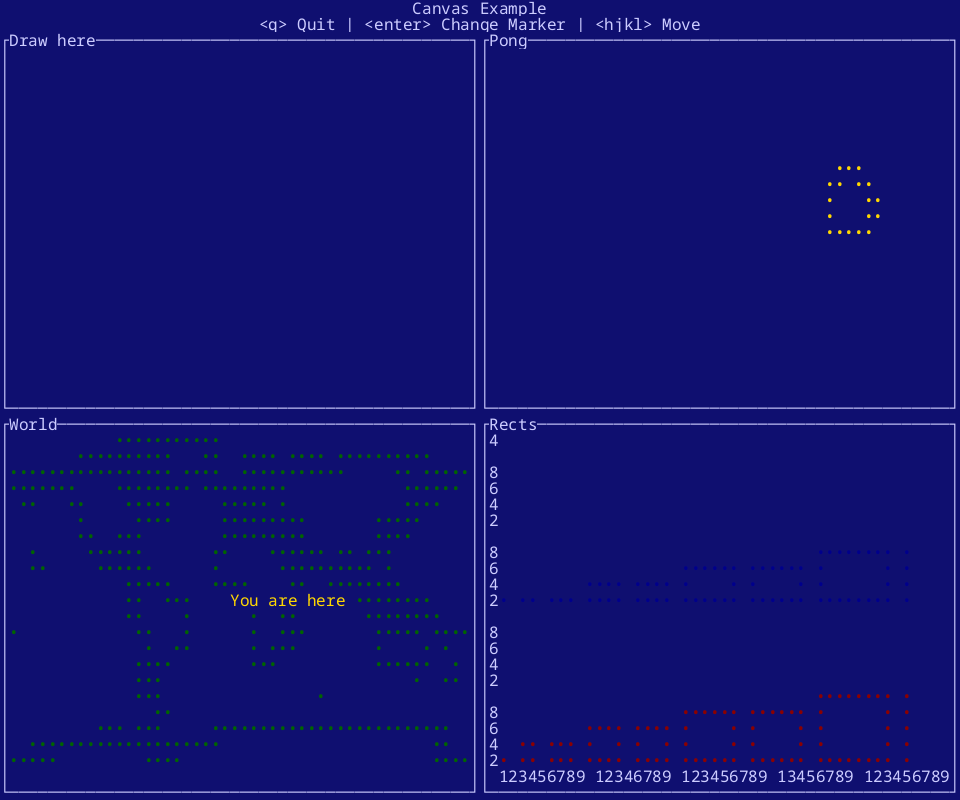 Canvas Example
<q> Quit | <enter> Change Marker | <hjkl> Move
Draw here
Pong
World
You are here
Rects
4
8
6
4
2
8
6
4
2
8
6
4
2
8
6
4
2
123456789 12346789 123456789 13456789 123456789